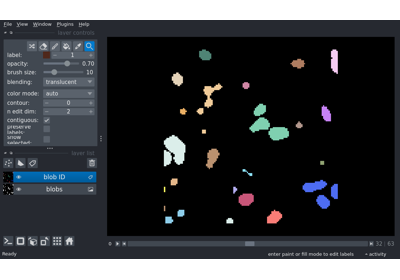 File View Window Plugins Help
layer controls
label: 1
opacity: 0.70
brush size: 10
blending: translucent
color mode: auto
contour: 0
n edit dim: 2
contiguous:
preserve labels:
show selected:
layer list
blob ID
blobs
0 32 63
Ready enter paint or fill mode to edit labels activity